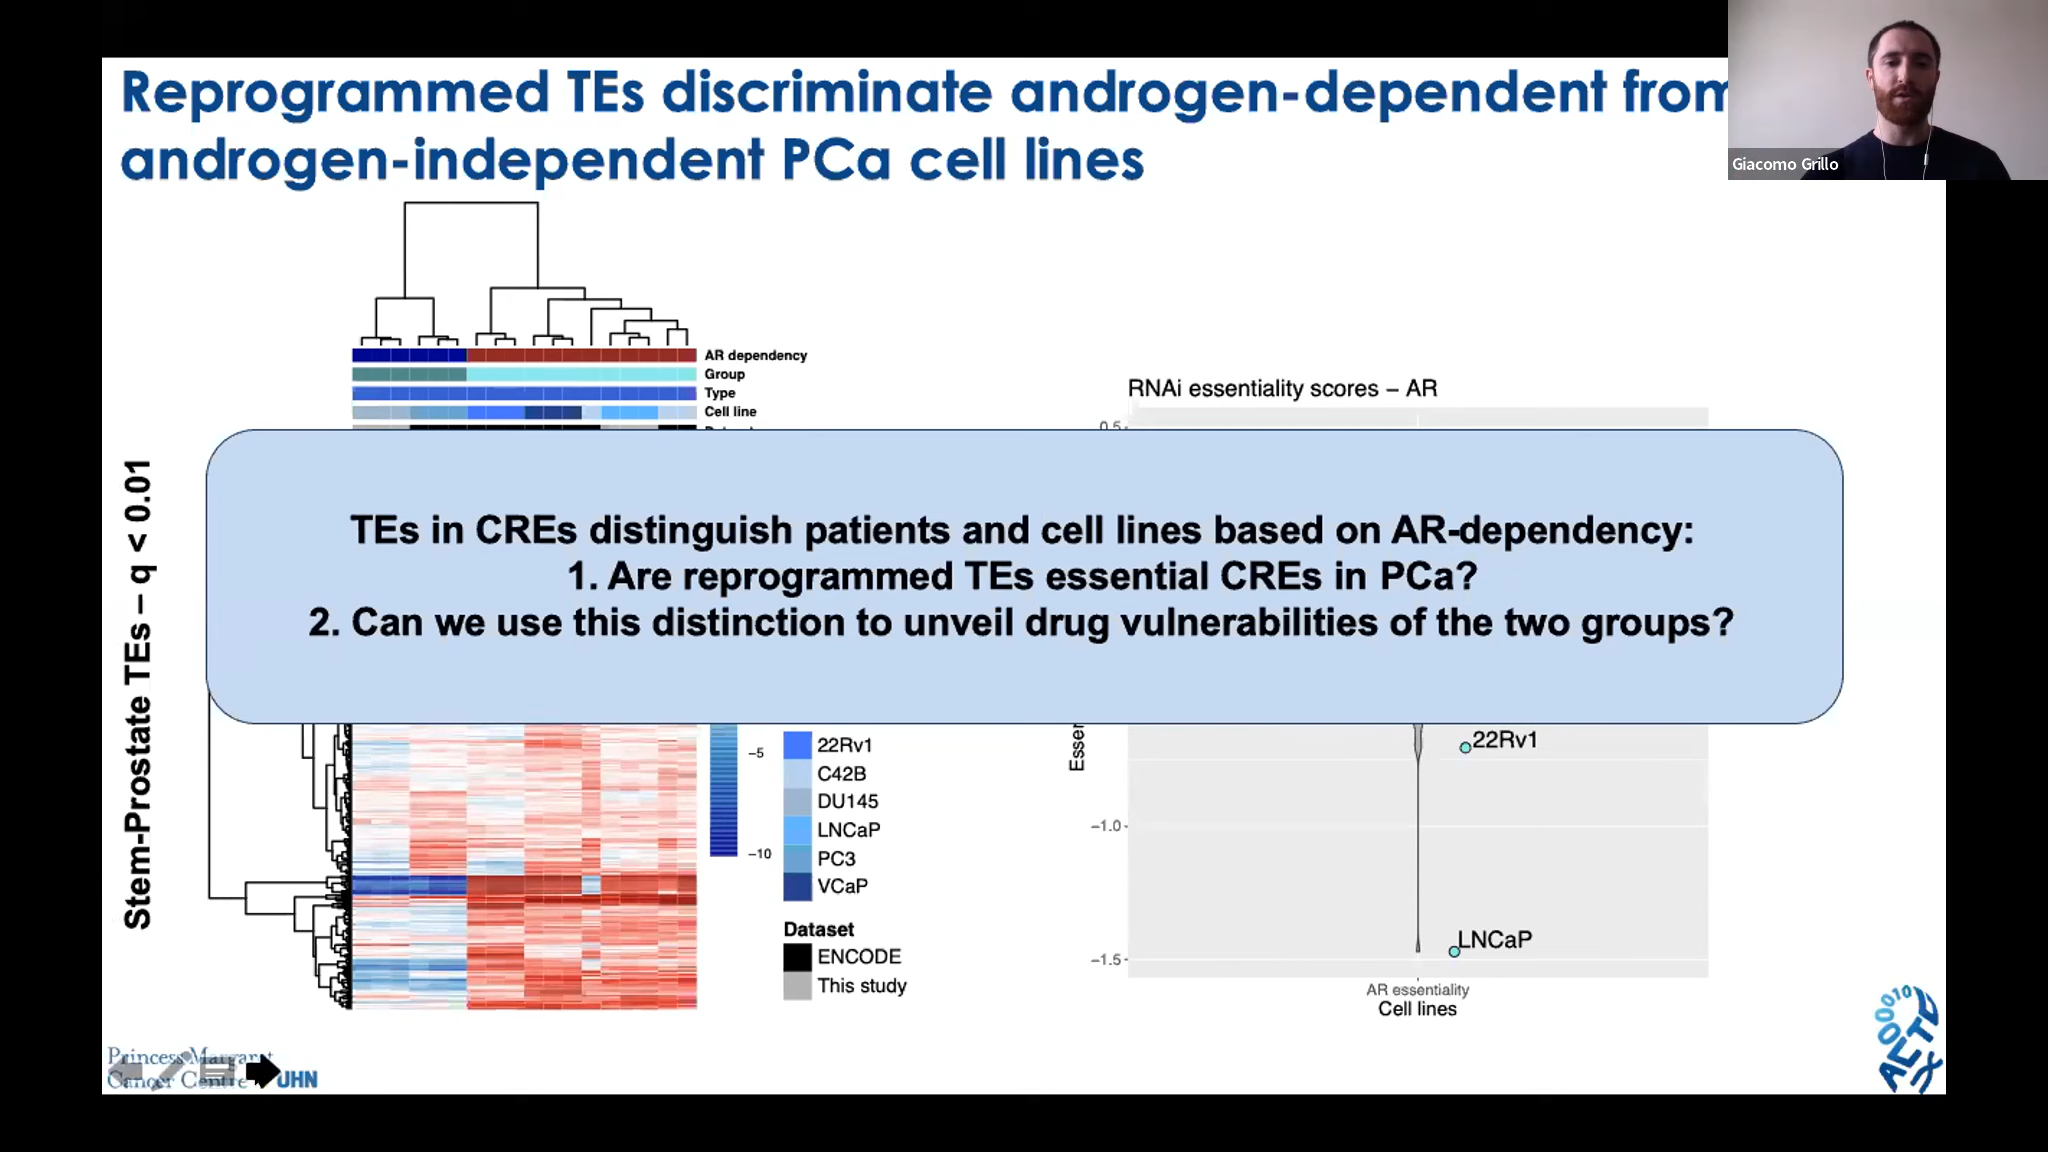 Reprogrammed TEs discriminate androgen-dependent from
androgen-independent PCa cell lines
Giacomo Grillo
AR dependency
Group
Type
Cell line
Stem-Prostate TEs – q < 0.01
TEs in CREs distinguish patients and cell lines based on AR-dependency:
1. Are reprogrammed TEs essential CREs in PCa?
2. Can we use this distinction to unveil drug vulnerabilities of the two groups?
−5
−10
22Rv1
C42B
DU145
LNCaP
PC3
VCaP
Dataset
ENCODE
This study
RNAi essentiality scores – AR
0.5
22Rv1
−1.0
LNCaP
−1.5
AR essentiality
Cell lines
Princess Margaret
Cancer Centre
UHN